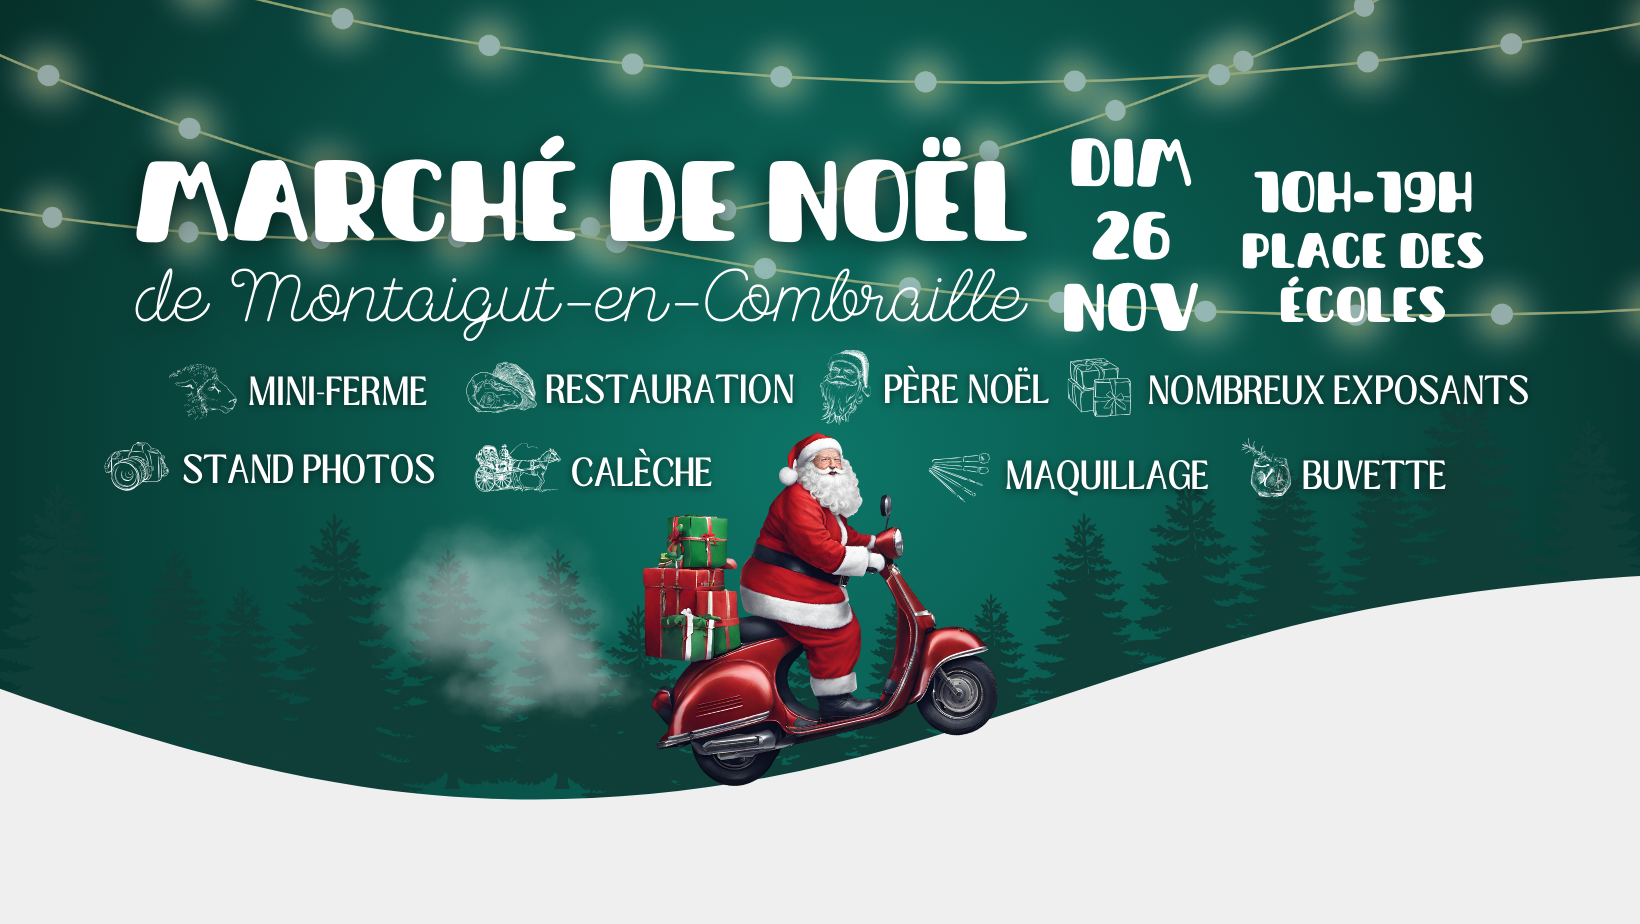 MARCHÉ DE NOËL
de Montaigut-en-Combraille
DIM
26
NOV
10H-19H
PLACE DES
ÉCOLES
MINI-FERME
RESTAURATION
PÈRE NOËL
NOMBREUX EXPOSANTS
STAND PHOTOS
CALÈCHE
MAQUILLAGE
BUVETTE